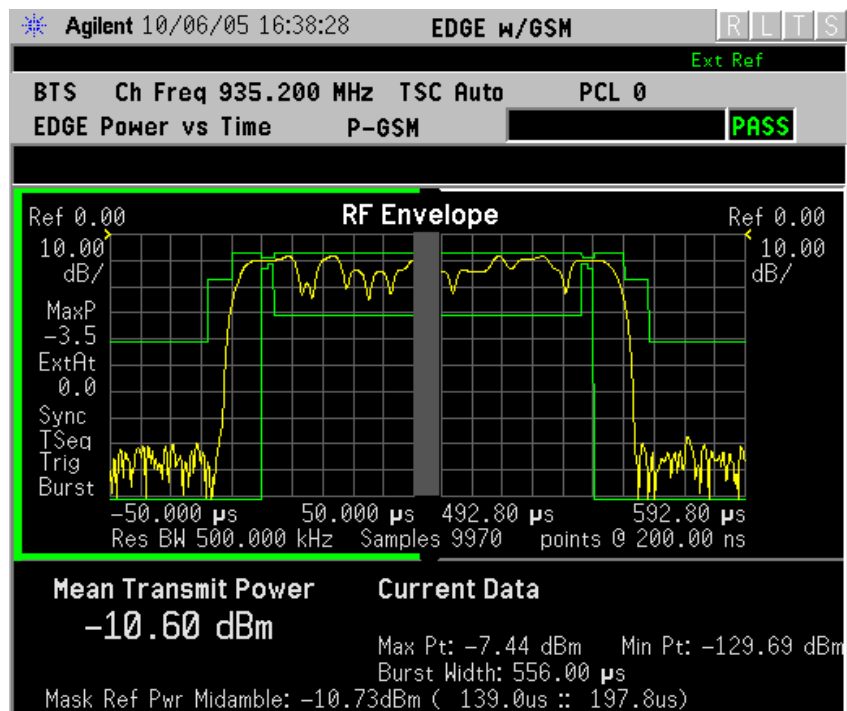 Agilent 10/06/05 16:38:28 EDGE w/GSM R L T S
Ext Ref
BTS Ch Freq 935.200 MHz TSC Auto PCL 0
EDGE Power vs Time P-GSM PASS
Ref 0.00 RF Envelope Ref 0.00
10.00 10.00
dB/ dB/
MaxP
-3.5
ExtAt
0.0
Sync
TSeq
Trig
Burst
-50.000 µs 50.000 µs 492.80 µs 592.80 µs
Res BW 500.000 kHz Samples 9970 points @ 200.00 ns
Mean Transmit Power Current Data
-10.60 dBm
Max Pt: -7.44 dBm Min Pt: -129.69 dBm
Burst Width: 556.00 µs
Mask Ref Pwr Midamble: -10.73dBm ( 139.0us :: 197.8us)